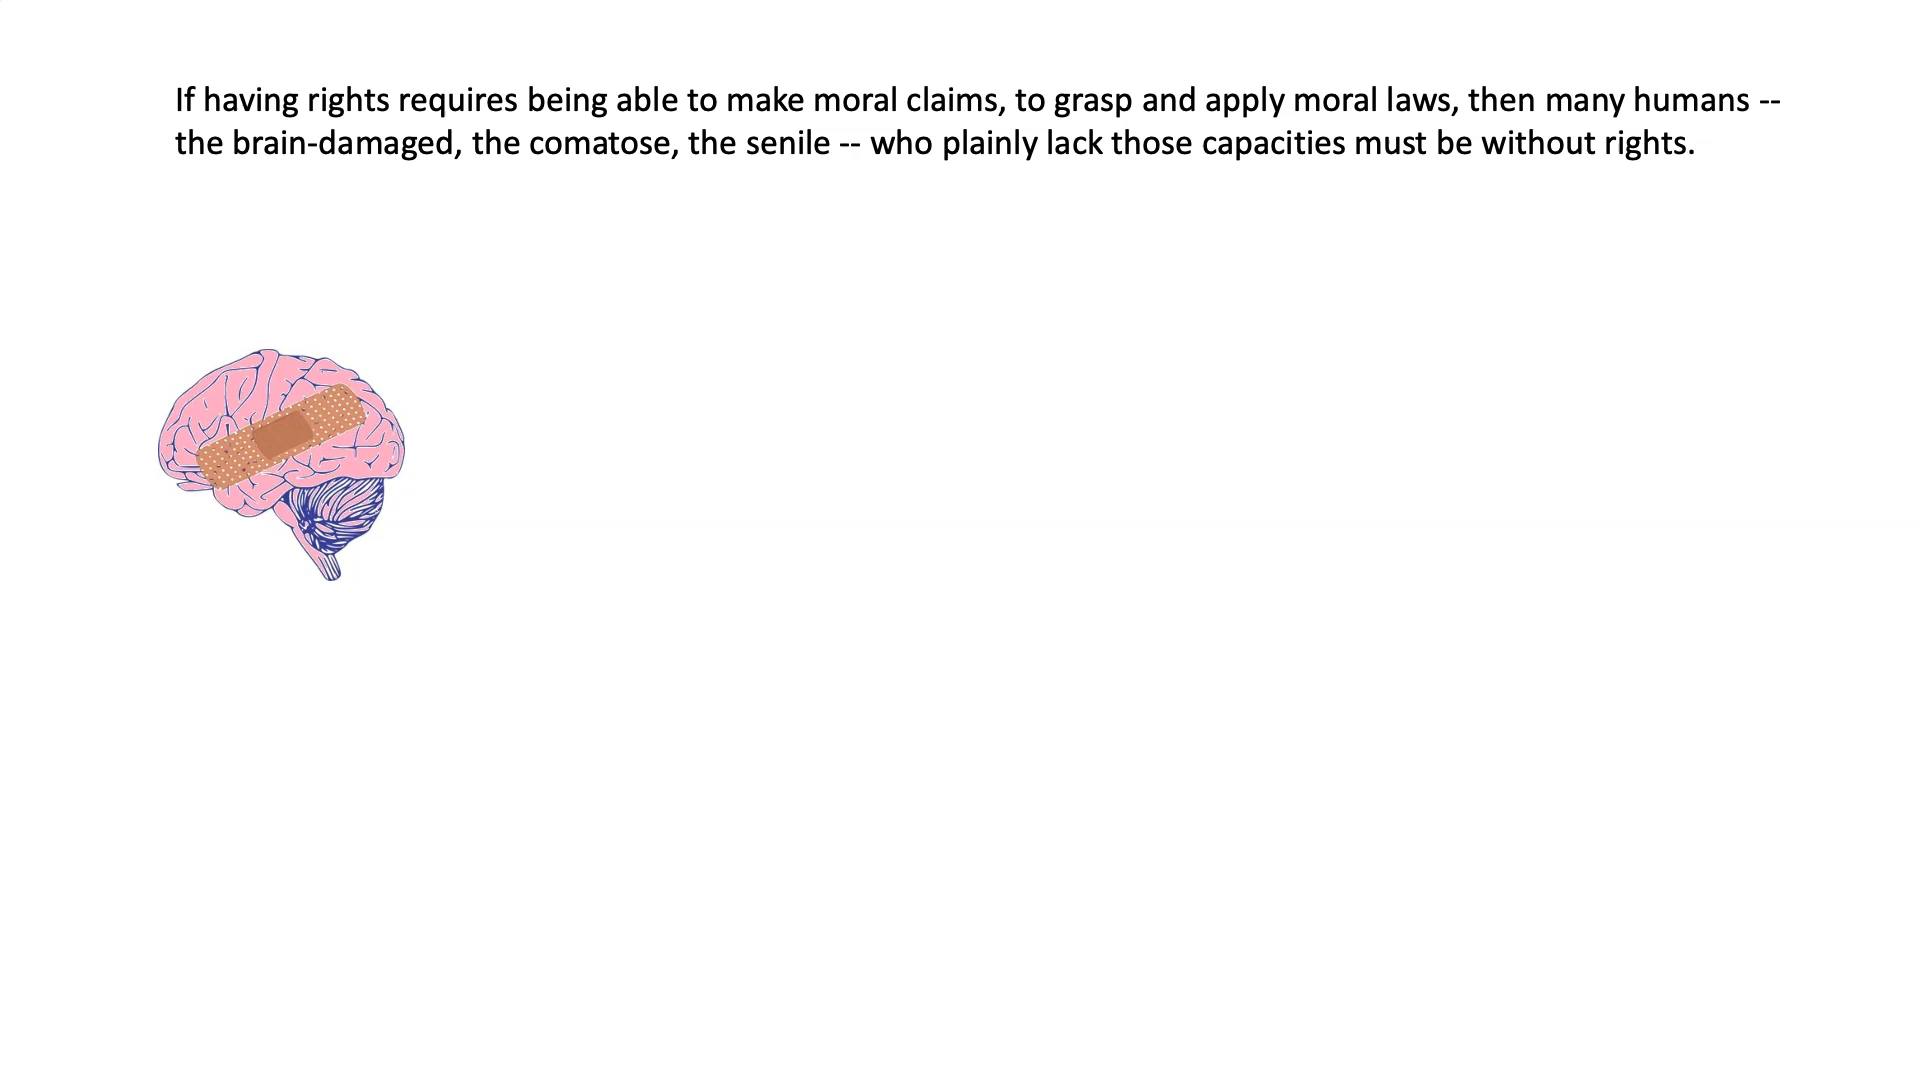 If having rights requires being able to make moral claims, to grasp and apply moral laws, then many humans --
the brain-damaged, the comatose, the senile -- who plainly lack those capacities must be without rights.